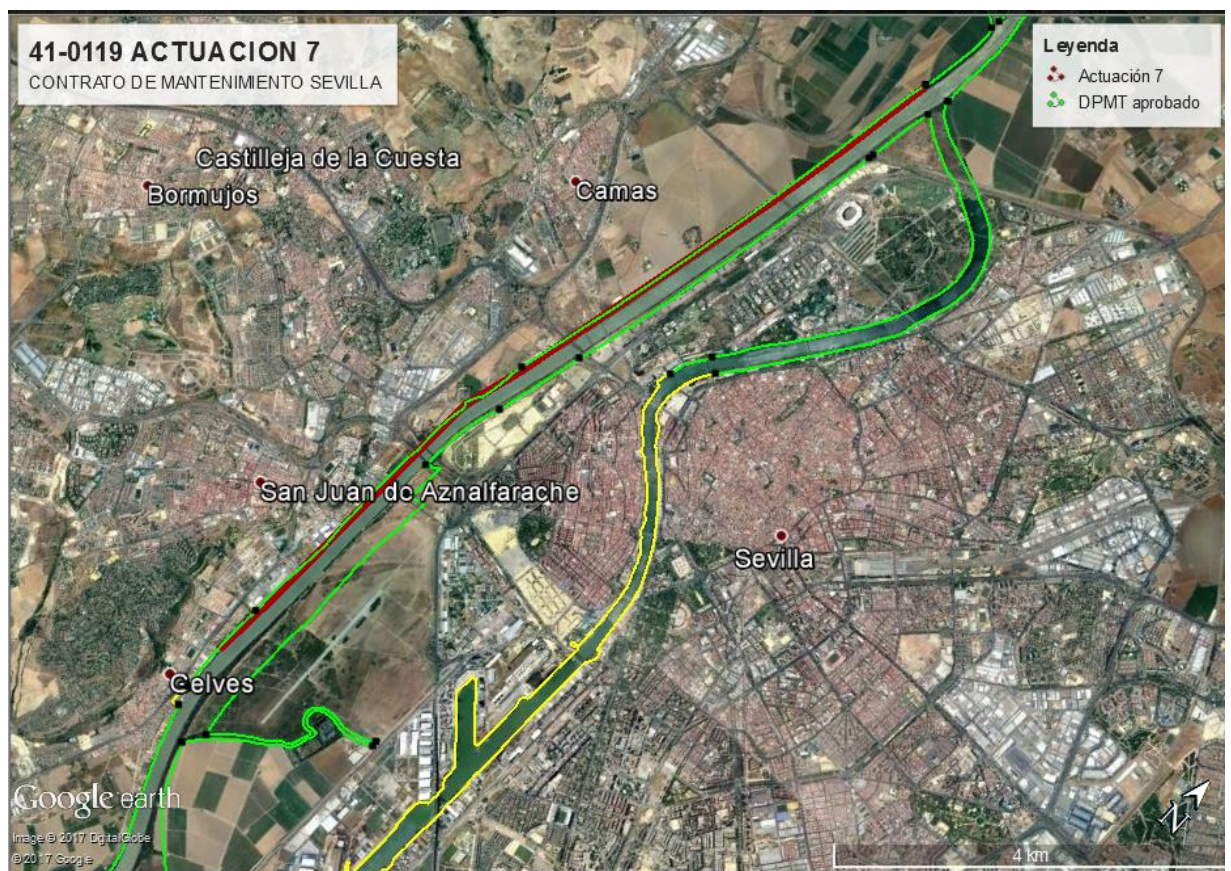 41-0119 ACTUACION 7
CONTRATO DE MANTENIMIENTO SEVILLA
Leyenda
Actuación 7
DPMT aprobado
Castilleja de la Cuesta
Bormujos
Camas
San Juan de Aznalfarache
Sevilla
Gelves
Google earth
Image © 2017 DigitalGlobe
© 2017 Google
N
4 km